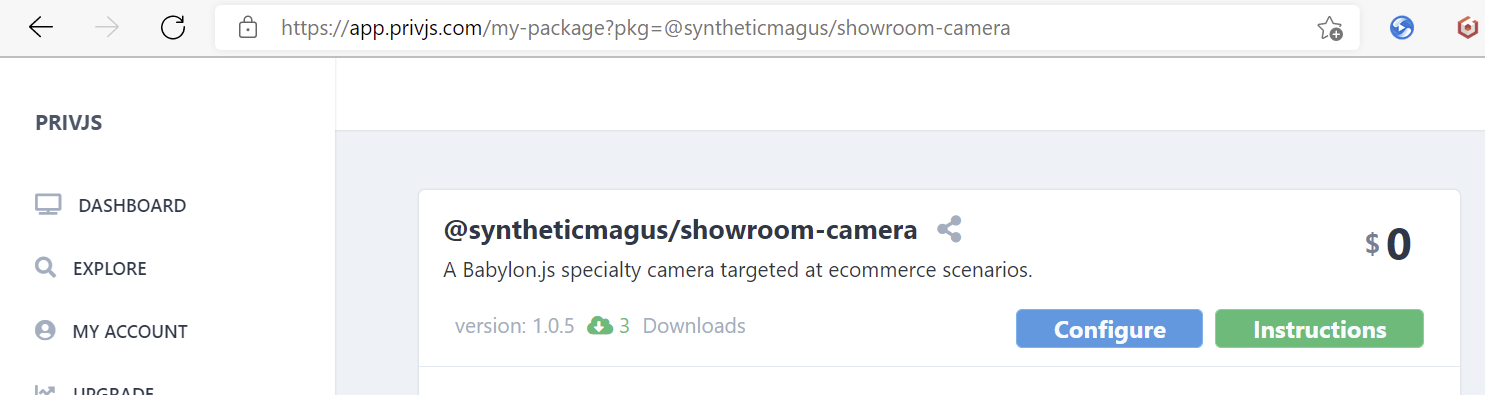 https://app.privjs.com/my-package?pkg=@syntheticmagus/showroom-camera
PRIVJS
DASHBOARD
EXPLORE
MY ACCOUNT
UPGRADE
@syntheticmagus/showroom-camera
$ 0
A Babylon.js specialty camera targeted at ecommerce scenarios.
version: 1.0.5 3 Downloads
Configure
Instructions